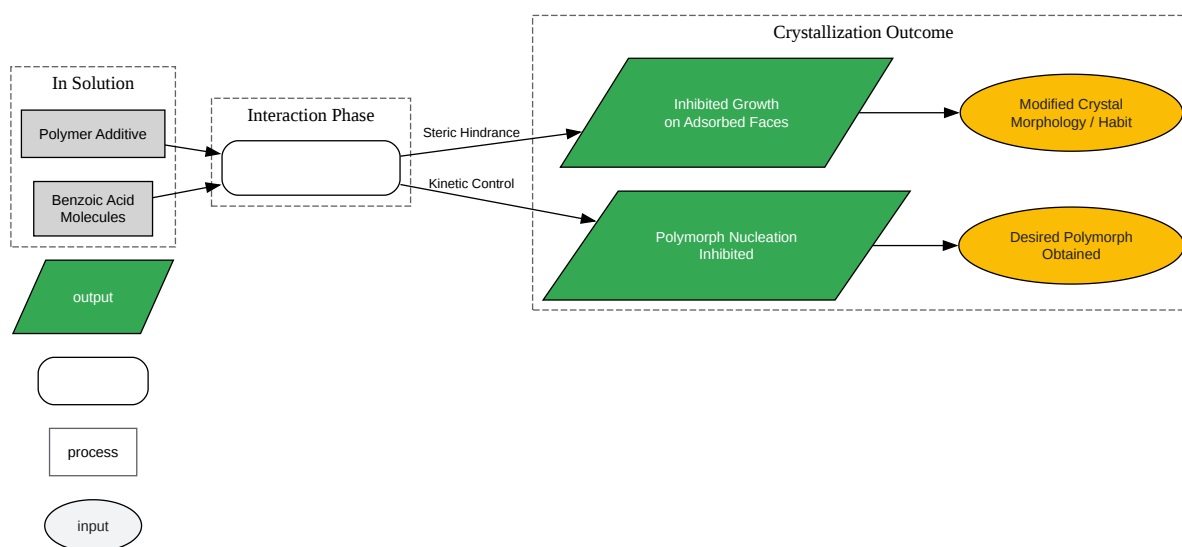 Crystallization Outcome
In Solution
Interaction Phase
Polymer Additive
Benzoic Acid
Molecules
Steric Hindrance
Kinetic Control
Inhibited Growth
on Adsorbed Faces
Modified Crystal
Morphology / Habit
Polymorph Nucleation
Inhibited
Desired Polymorph
Obtained
output
process
input